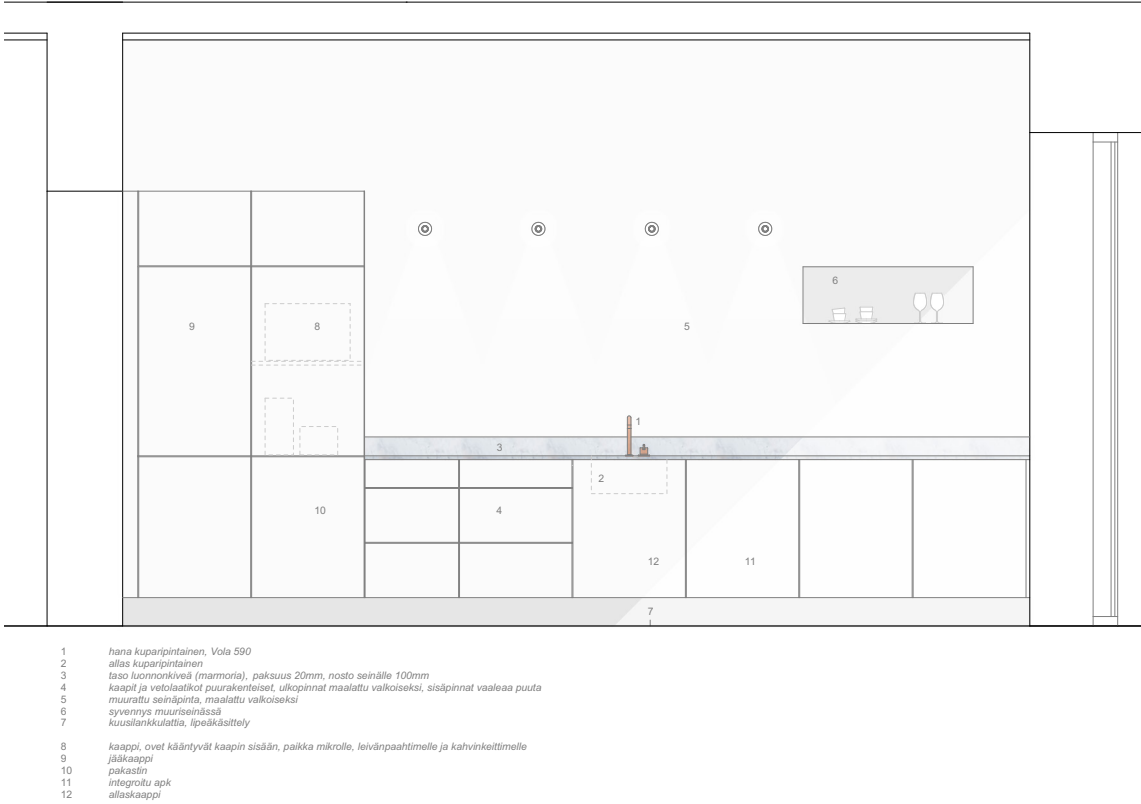 6
9
8
5
1
3
2
4
10
12
11
7
1 hana kuparipintainen, Vola 590
2 allas kuparipintainen
3 taso luonnonkiveä (marmoria), paksuus 20mm, nosto seinälle 100mm
4 kaapit ja vetolaatikot puurakenteiset, ulkopinnat maalattu valkoiseksi, sisäpinnat vaaleaa puuta
5 muurattu seinäpinta, maalattu valkoiseksi
6 syvennys muuriseinässä
7 kuusilankkulattia, lipeäkäsittely
8 kaappi, ovet kääntyvät kaapin sisään, paikka mikrolle, leivänpaahtimelle ja kahvinkeittimelle
9 jääkaappi
10 pakastin
11 integroitu apk
12 allaskaappi